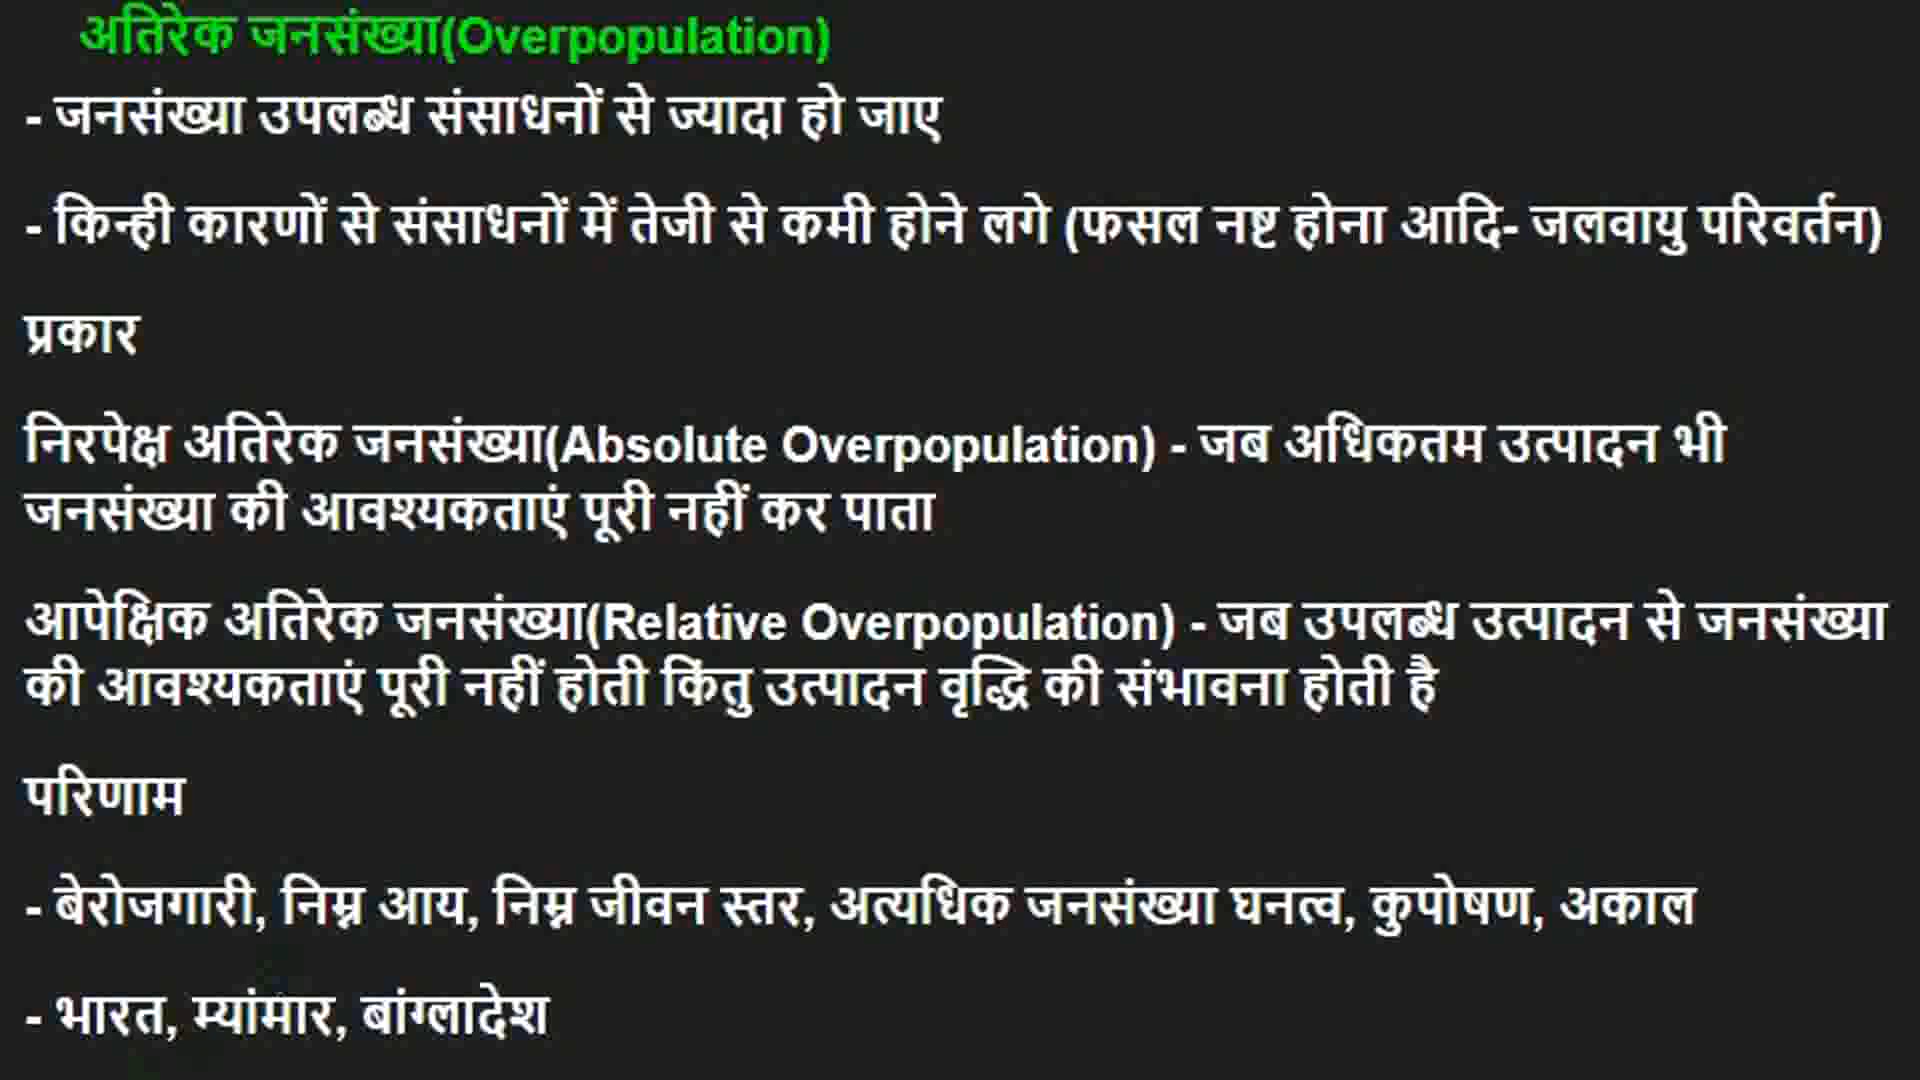 अतिरेक जनसंख्या(Overpopulation)
- जनसंख्या उपलब्ध संसाधनों से ज्यादा हो जाए
- किन्ही कारणों से संसाधनों में तेजी से कमी होने लगे (फसल नष्ट होना आदि- जलवायु परिवर्तन)
प्रकार
निरपेक्ष अतिरेक जनसंख्या(Absolute Overpopulation) - जब अधिकतम उत्पादन भी
जनसंख्या की आवश्यकताएं पूरी नहीं कर पाता
आपेक्षिक अतिरेक जनसंख्या(Relative Overpopulation) - जब उपलब्ध उत्पादन से जनसंख्या
की आवश्यकताएं पूरी नहीं होती किंतु उत्पादन वृद्धि की संभावना होती है
परिणाम
- बेरोजगारी, निम्न आय, निम्न जीवन स्तर, अत्यधिक जनसंख्या घनत्व, कुपोषण, अकाल
- भारत, म्यांमार, बांग्लादेश